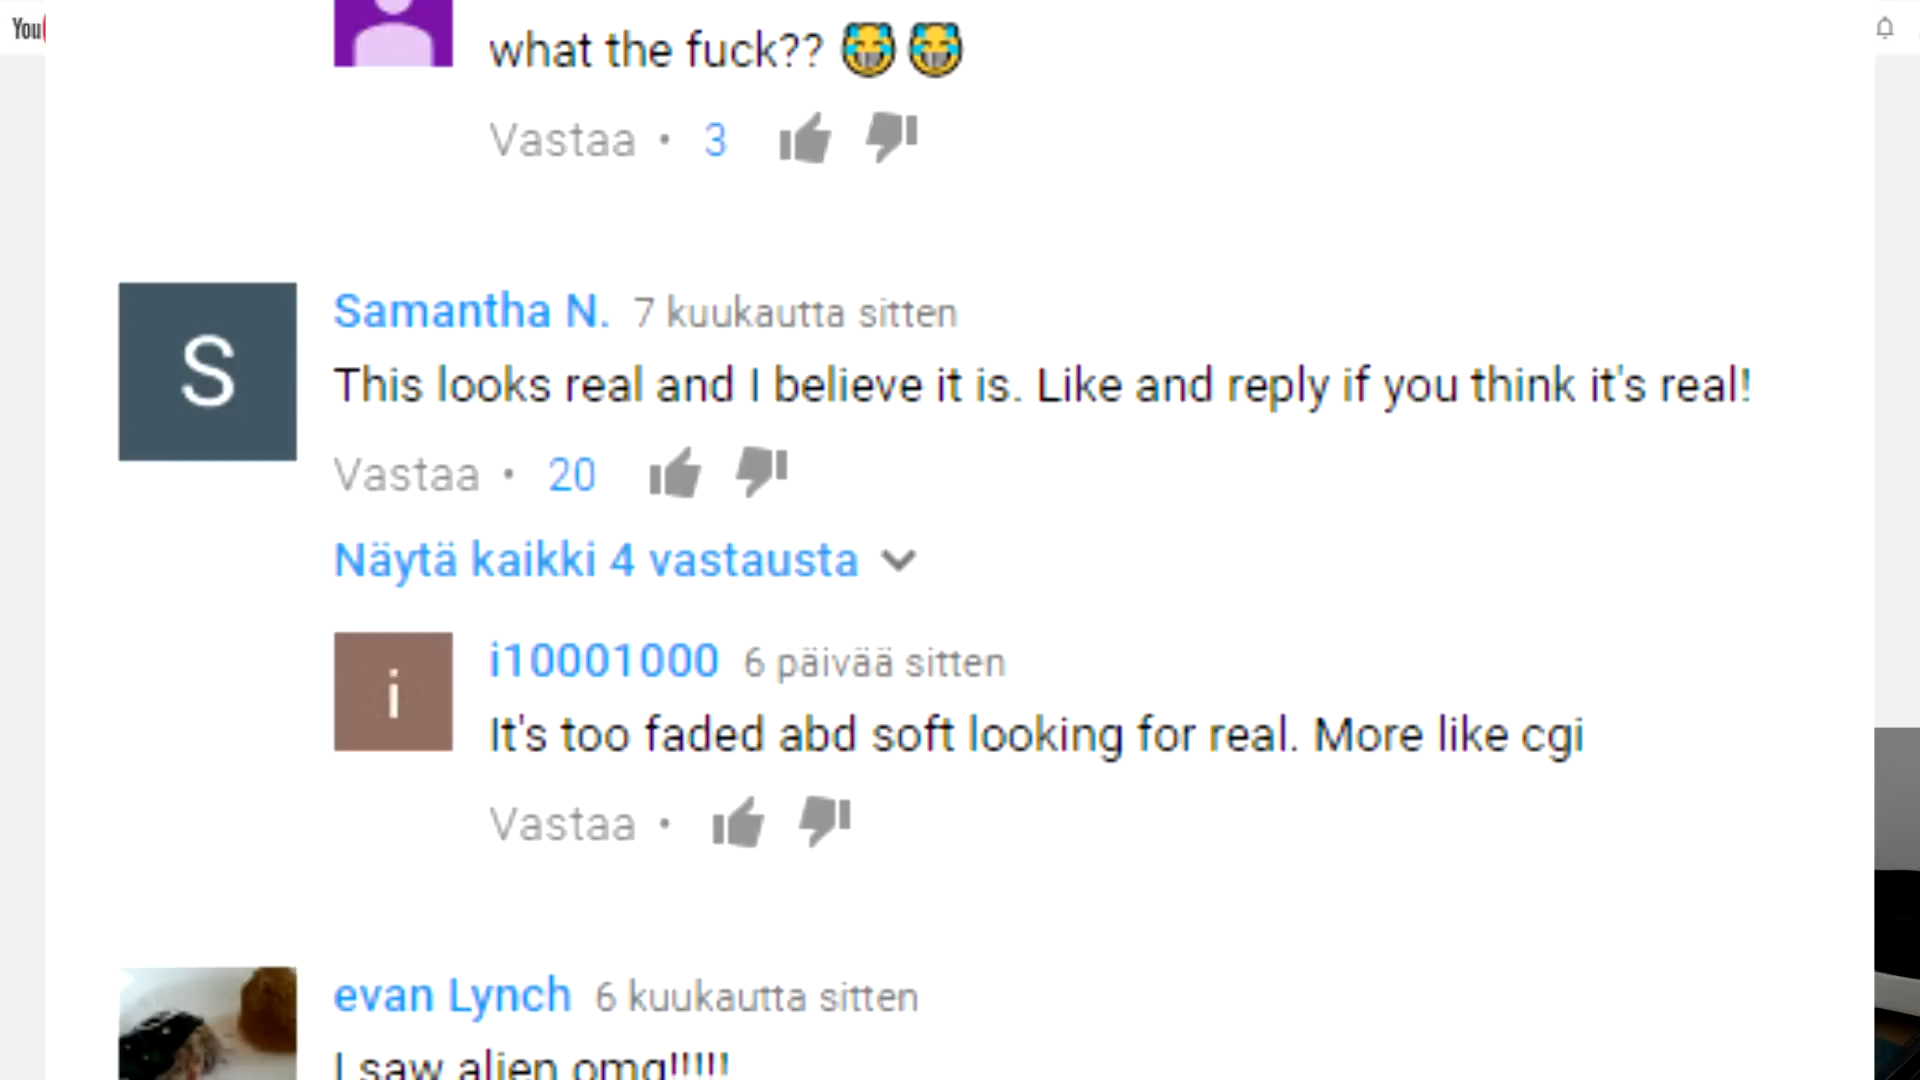 You
what the fuck?? 😂😂
Vastaa • 3
S
Samantha N. 7 kuukautta sitten
This looks real and I believe it is. Like and reply if you think it's real!
Vastaa • 20
Näytä kaikki 4 vastausta
i
i10001000 6 päivää sitten
It's too faded abd soft looking for real. More like cgi
Vastaa •
evan Lynch 6 kuukautta sitten
I saw alien omg!!!!!